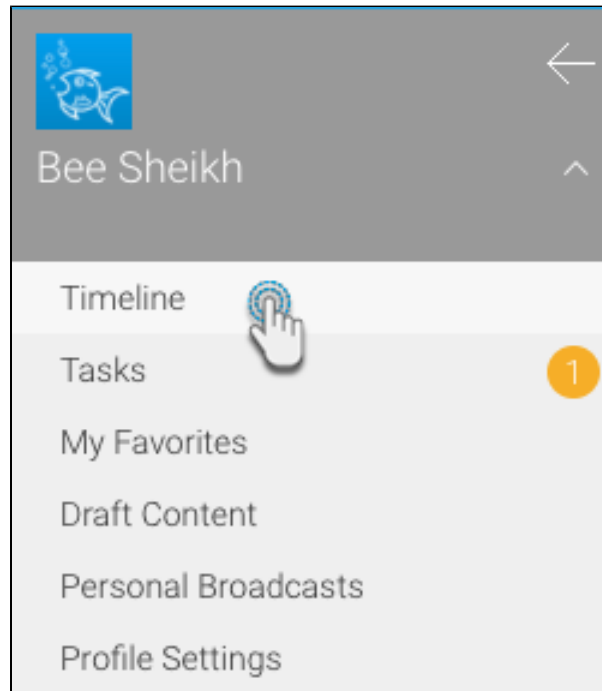 Bee Sheikh
Timeline
Tasks
1
My Favorites
Draft Content
Personal Broadcasts
Profile Settings